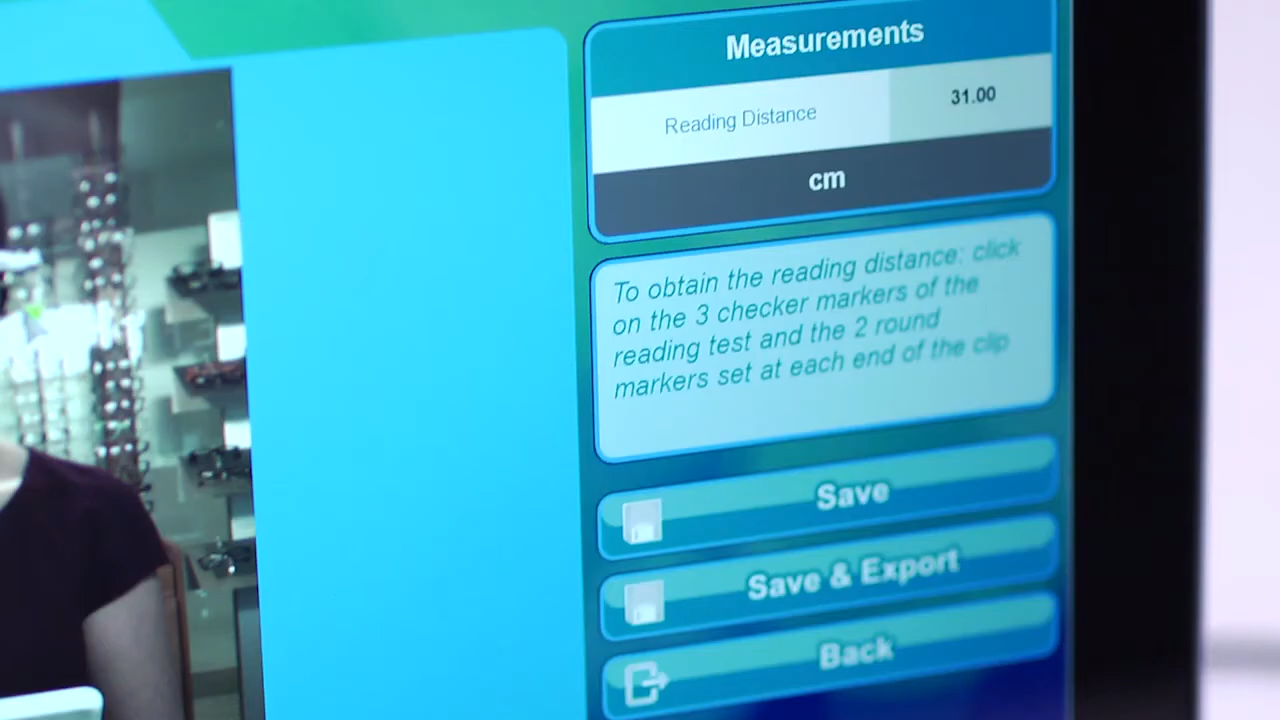 Measurements
Reading Distance 31.00
cm
To obtain the reading distance: click
on the 3 checker markers of the
reading test and the 2 round
markers set at each end of the clip
Save
Save & Export
Back